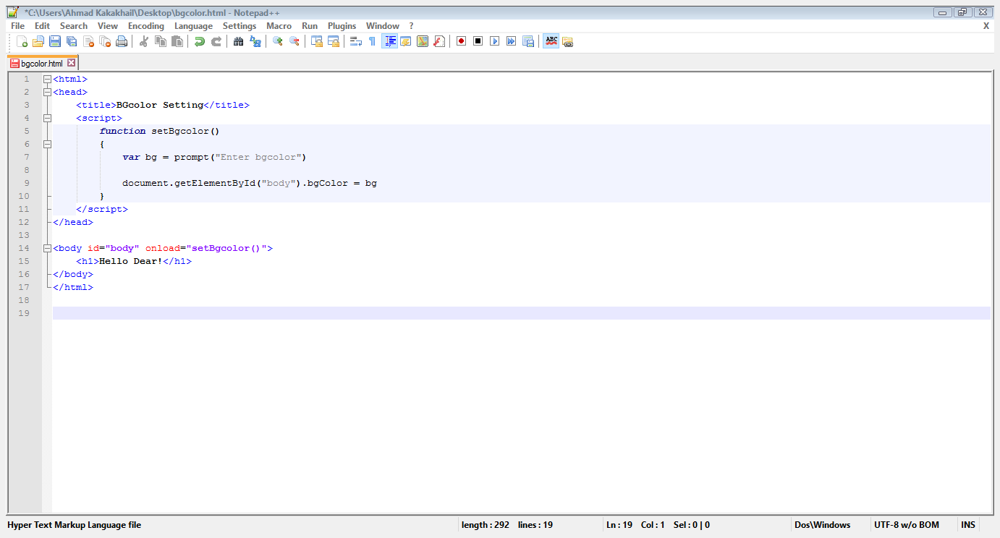 *C:\Users\Ahmad Kakakhail\Desktop\bgcolor.html - Notepad++
File Edit Search View Encoding Language Settings Macro Run Plugins Window ? X
ABC
bgcolor.html
1 <html>
2 <head>
3 <title>BGcolor Setting</title>
4 <script>
5 function setBgcolor()
6 {
7 var bg = prompt("Enter bgcolor")
8
9 document.getElementById("body").bgColor = bg
10 }
11 </script>
12 </head>
13
14 <body id="body" onload="setBgcolor()">
15 <h1>Hello Dear!</h1>
16 </body>
17 </html>
18
19
Hyper Text Markup Language file length : 292 lines : 19 Ln : 19 Col : 1 Sel : 0 | 0 Dos\Windows UTF-8 w/o BOM INS